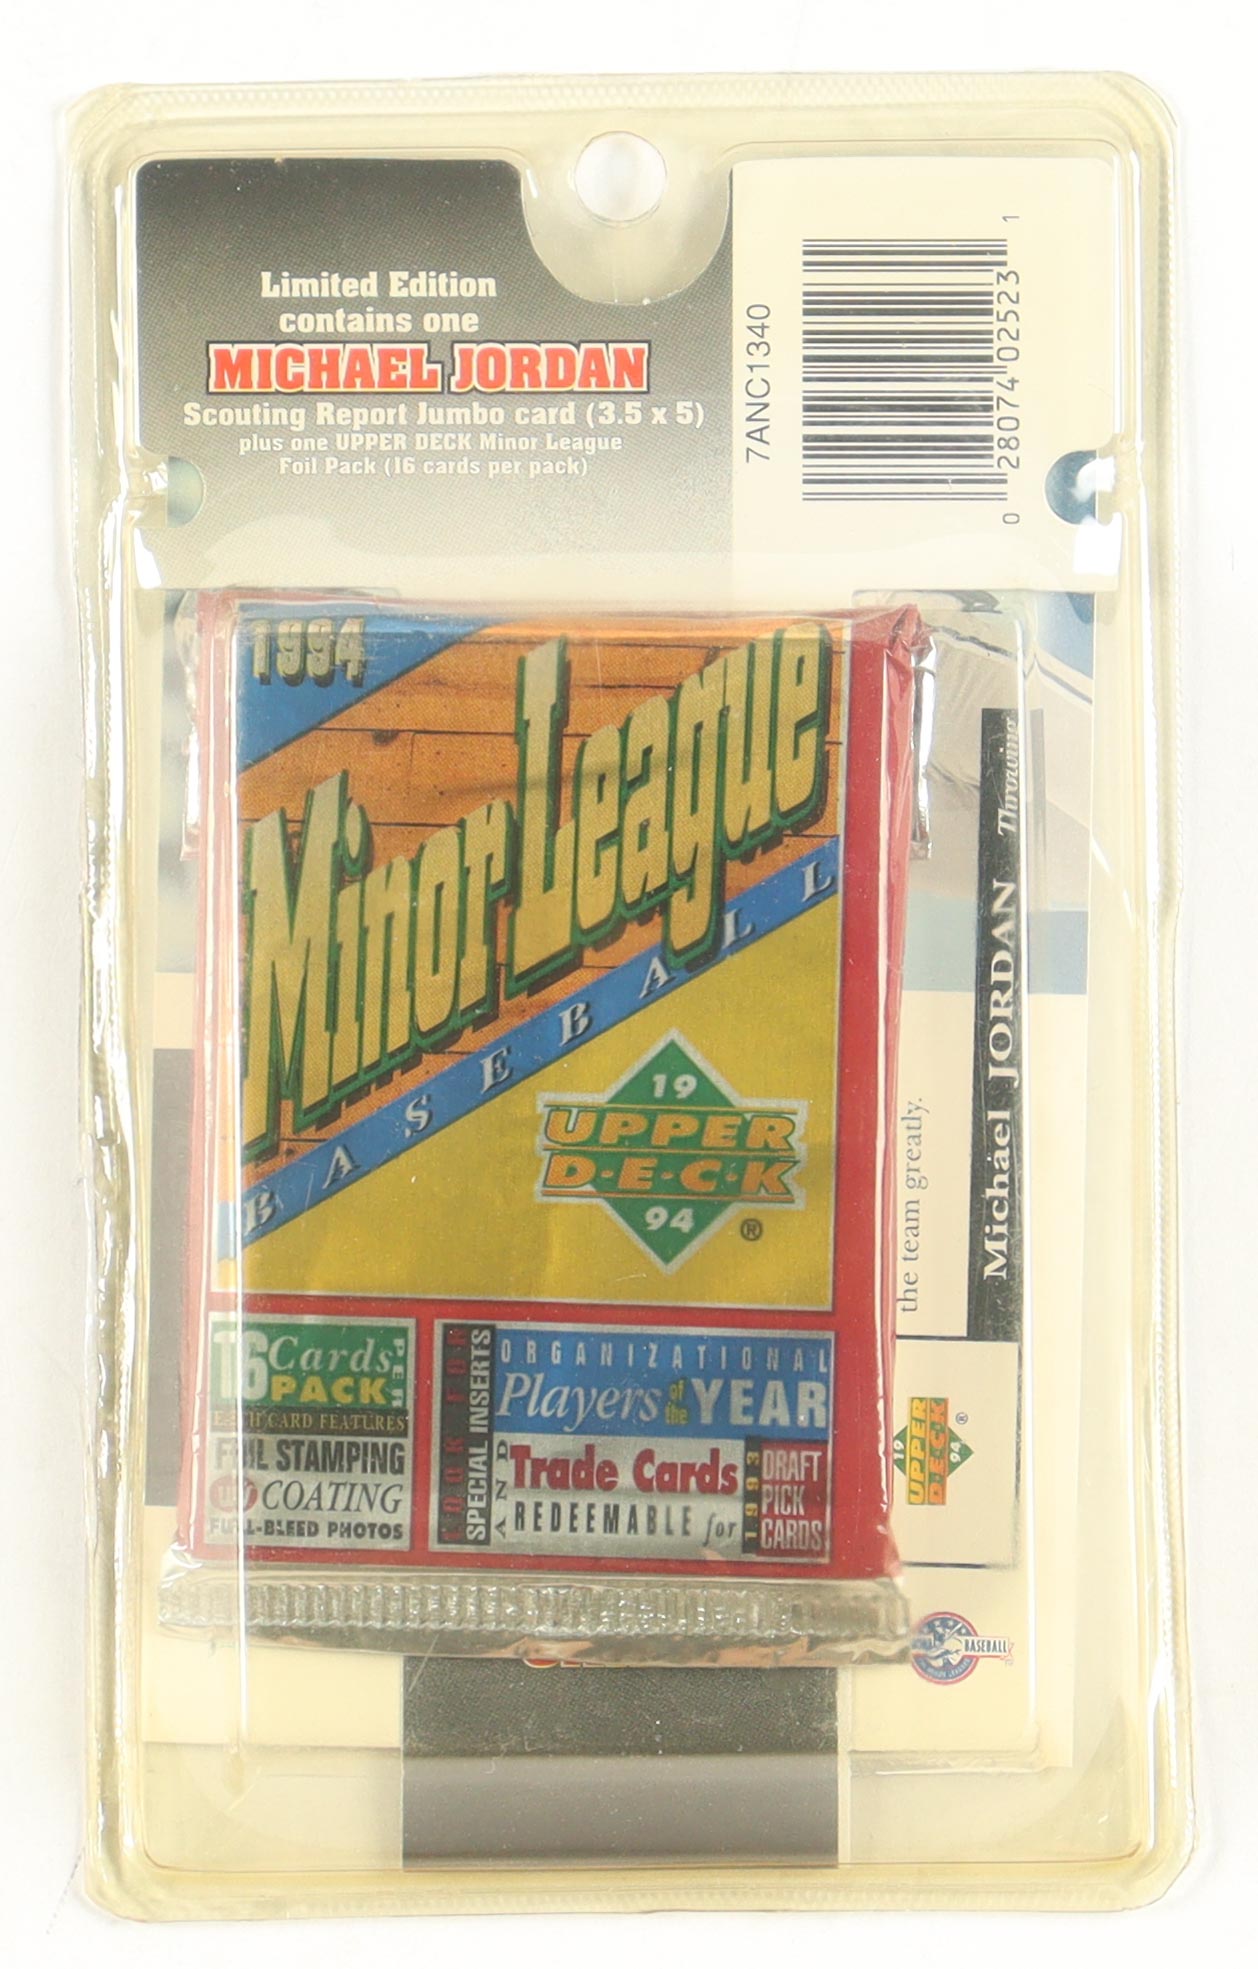 Limited Edition
contains one
MICHAEL JORDAN
Scouting Report Jumbo card (3.5 x 5)
plus one UPPER DECK Minor League
Foil Pack (16 cards per pack)
7ANC1340
0 28074 02523 1
1994
Minor League
BASEBALL
19
UPPER
D·E·C·K
94 ®
16 Cards
PER
PACK
EACH CARD FEATURES
FOIL STAMPING
UV COATING
FULL-BLEED PHOTOS
LOOK FOR
SPECIAL INSERTS
ORGANIZATIONAL
Players of the YEAR
AND
Trade Cards
REDEEMABLE for
1993
DRAFT
PICK
CARDS
Michael JORDAN Throwing
the team greatly.
19
UPPER
D·E·C·K
94 ®
BASEBALL